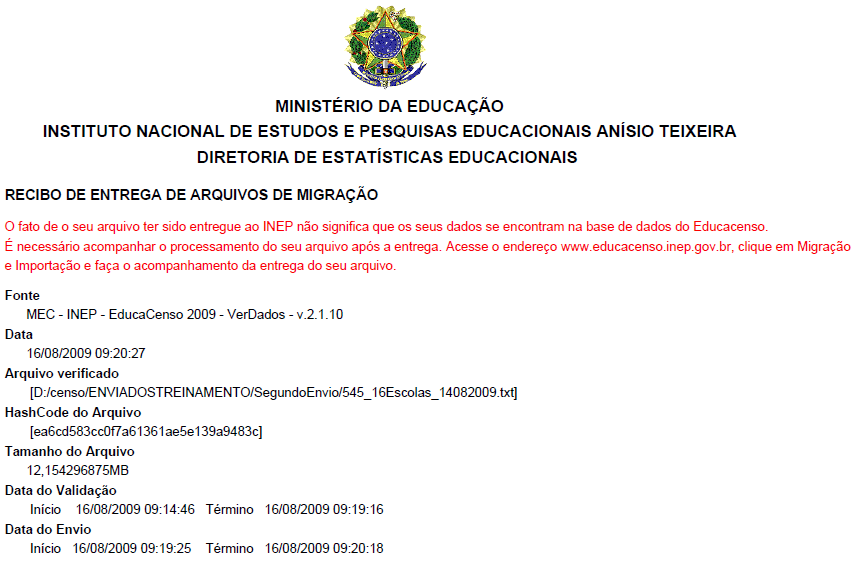 MINISTÉRIO DA EDUCAÇÃO
INSTITUTO NACIONAL DE ESTUDOS E PESQUISAS EDUCACIONAIS ANÍSIO TEIXEIRA
DIRETORIA DE ESTATÍSTICAS EDUCACIONAIS
RECIBO DE ENTREGA DE ARQUIVOS DE MIGRAÇÃO
O fato de o seu arquivo ter sido entregue ao INEP não significa que os seus dados se encontram na base de dados do Educacenso.
É necessário acompanhar o processamento do seu arquivo após a entrega. Acesse o endereço www.educacenso.inep.gov.br, clique em Migração
e Importação e faça o acompanhamento da entrega do seu arquivo.
Fonte
MEC - INEP - EducaCenso 2009 - VerDados - v.2.1.10
Data
16/08/2009 09:20:27
Arquivo verificado
[D:/censo/ENVIADOSTREINAMENTO/SegundoEnvio/545_16Escolas_14082009.txt]
HashCode do Arquivo
[ea6cd583cc0f7a61361ae5e139a9483c]
Tamanho do Arquivo
12,154296875MB
Data do Validação
Início 16/08/2009 09:14:46 Término 16/08/2009 09:19:16
Data do Envio
Início 16/08/2009 09:19:25 Término 16/08/2009 09:20:18